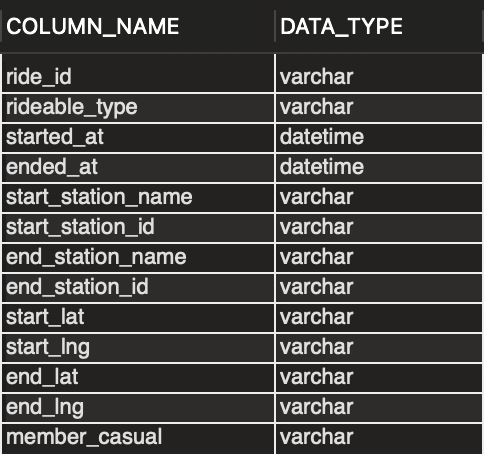 COLUMN_NAME DATA_TYPE
ride_id varchar
rideable_type varchar
started_at datetime
ended_at datetime
start_station_name varchar
start_station_id varchar
end_station_name varchar
end_station_id varchar
start_lat varchar
start_lng varchar
end_lat varchar
end_lng varchar
member_casual varchar